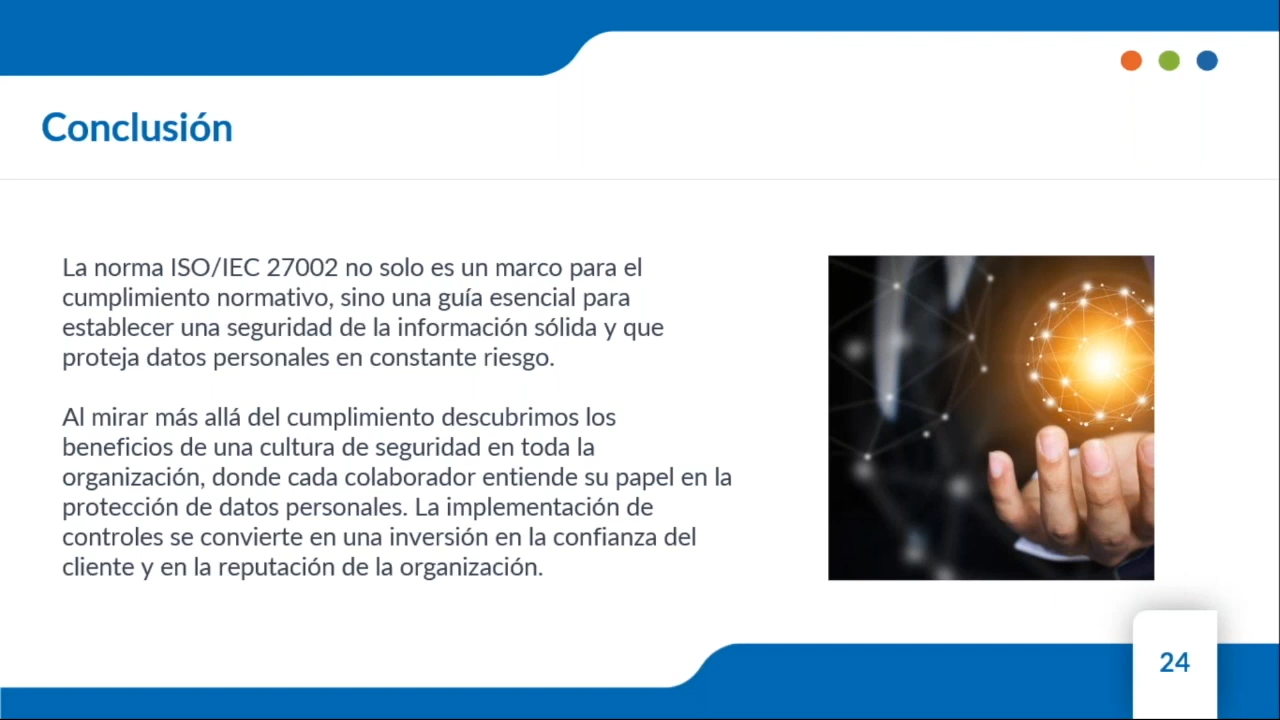 Conclusión
La norma ISO/IEC 27002 no solo es un marco para el
cumplimiento normativo, sino una guía esencial para
establecer una seguridad de la información sólida y que
proteja datos personales en constante riesgo.
Al mirar más allá del cumplimiento descubrimos los
beneficios de una cultura de seguridad en toda la
organización, donde cada colaborador entiende su papel en la
protección de datos personales. La implementación de
controles se convierte en una inversión en la confianza del
cliente y en la reputación de la organización.
24